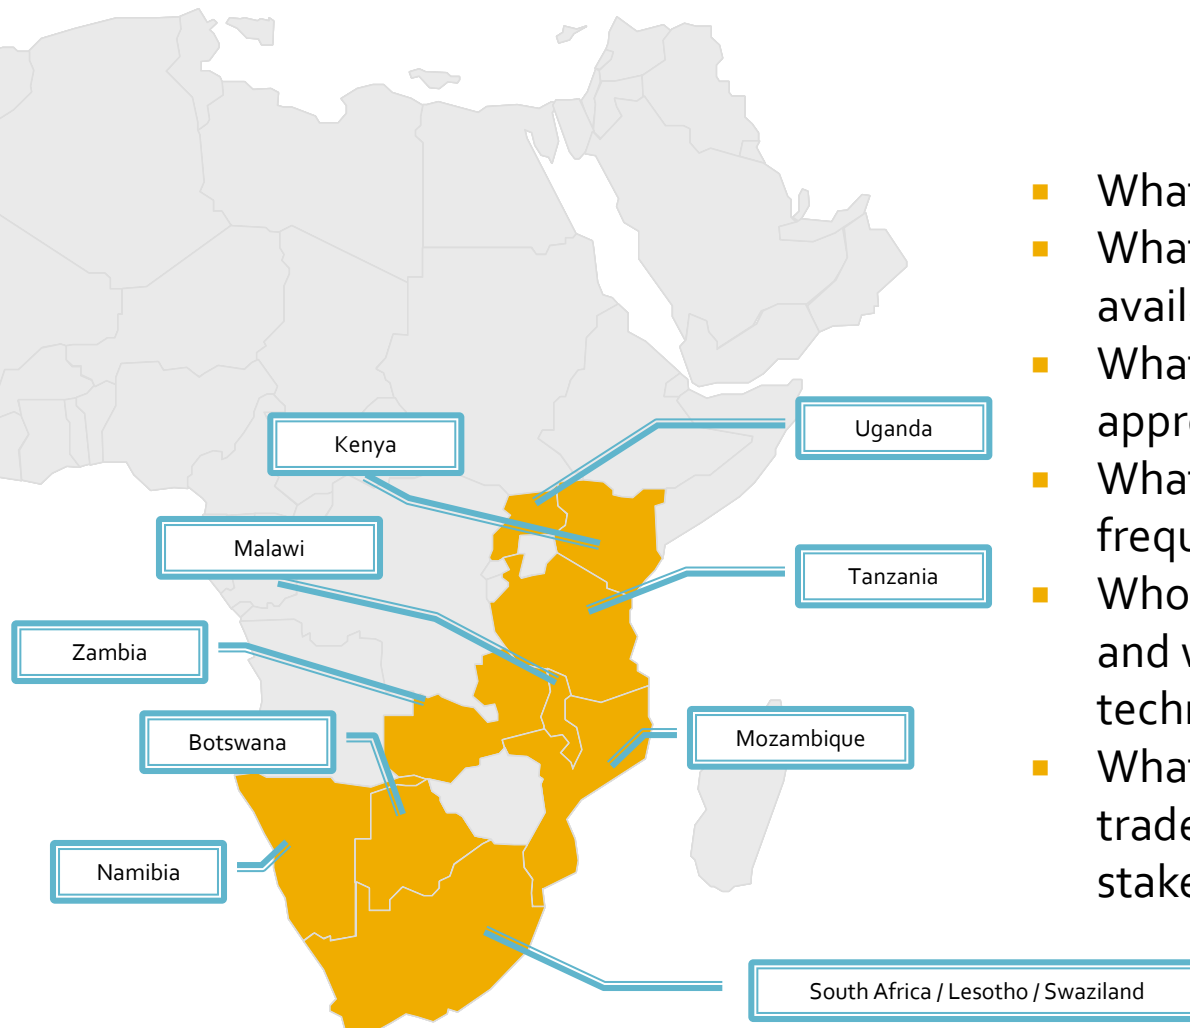 Kenya
Uganda
Malawi
Tanzania
Zambia
Botswana
Mozambique
Namibia
South Africa / Lesotho / Swaziland
What
What
avail
What
appr
What
frequ
Who
and
techn
What
trade
stake